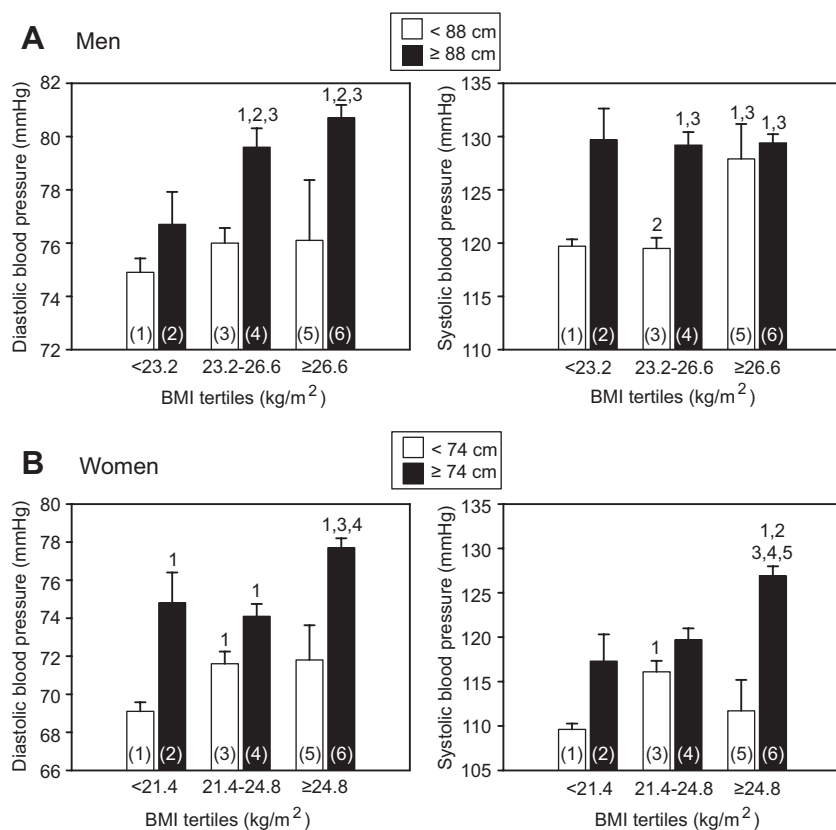 A Men
< 88 cm
≥ 88 cm
Diastolic blood pressure (mmHg)
82
80
78
76
74
72
1,2,3
1,2,3
(1) (2) (3) (4) (5) (6)
<23.2 23.2-26.6 ≥26.6
BMI tertiles (kg/m²)
Systolic blood pressure (mmHg)
135
130
125
120
115
110
1,3
1,3
1,3
2
(1) (2) (3) (4) (5) (6)
<23.2 23.2-26.6 ≥26.6
BMI tertiles (kg/m²)
B Women
< 74 cm
≥ 74 cm
Diastolic blood pressure (mmHg)
80
78
76
74
72
70
68
66
1,3,4
1
1
1
(1) (2) (3) (4) (5) (6)
<21.4 21.4-24.8 ≥24.8
BMI tertiles (kg/m²)
Systolic blood pressure (mmHg)
135
130
125
120
115
110
105
1,2
3,4,5
1
(1) (2) (3) (4) (5) (6)
<21.4 21.4-24.8 ≥24.8
BMI tertiles (kg/m²)